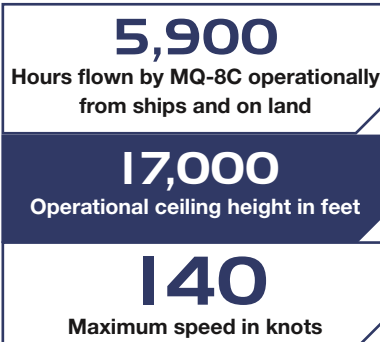 5,900
Hours flown by MQ-8C operationally
from ships and on land
17,000
Operational ceiling height in feet
140
Maximum speed in knots